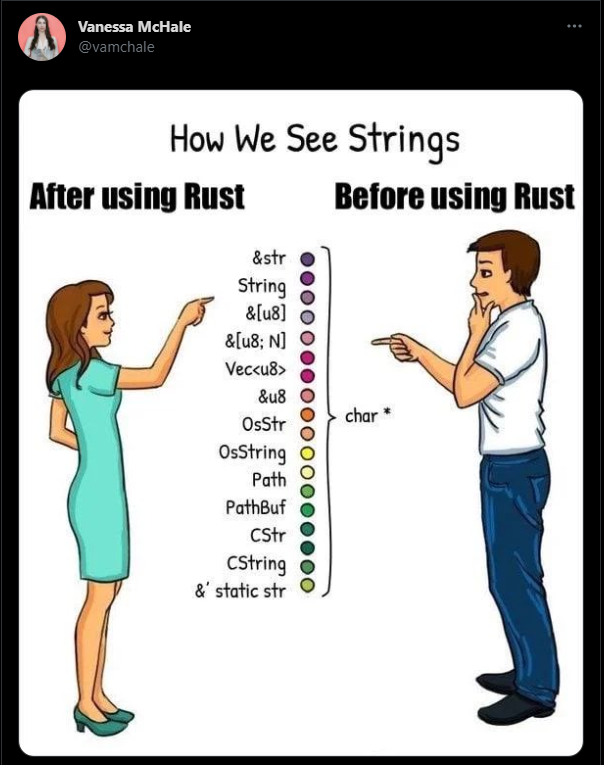 Vanessa McHale
@vamchale
How We See Strings
After using Rust
Before using Rust
&str
String
&[u8]
&[u8; N]
Vec<u8>
&u8
OsStr
OsString
Path
PathBuf
CStr
CString
&' static str
char *